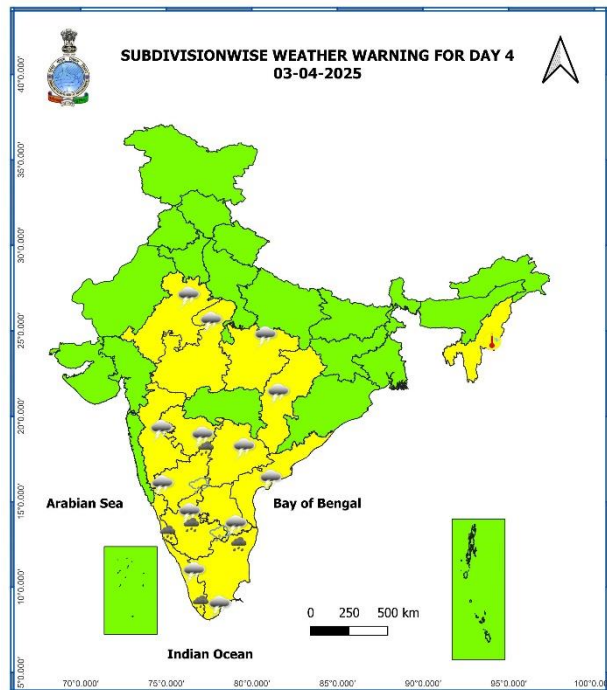 SUBDIVISIONWISE WEATHER WARNING FOR DAY 4
03-04-2025
40°0.000'
35°0.000'
30°0.000'
25°0.000'
20°0.000'
15°0.000'
10°0.000'
5°0.000'
Arabian Sea
Bay of Bengal
0 250 500 km
Indian Ocean
70°0.000' 75°0.000' 80°0.000' 85°0.000' 90°0.000' 95°0.000' 100°0.0